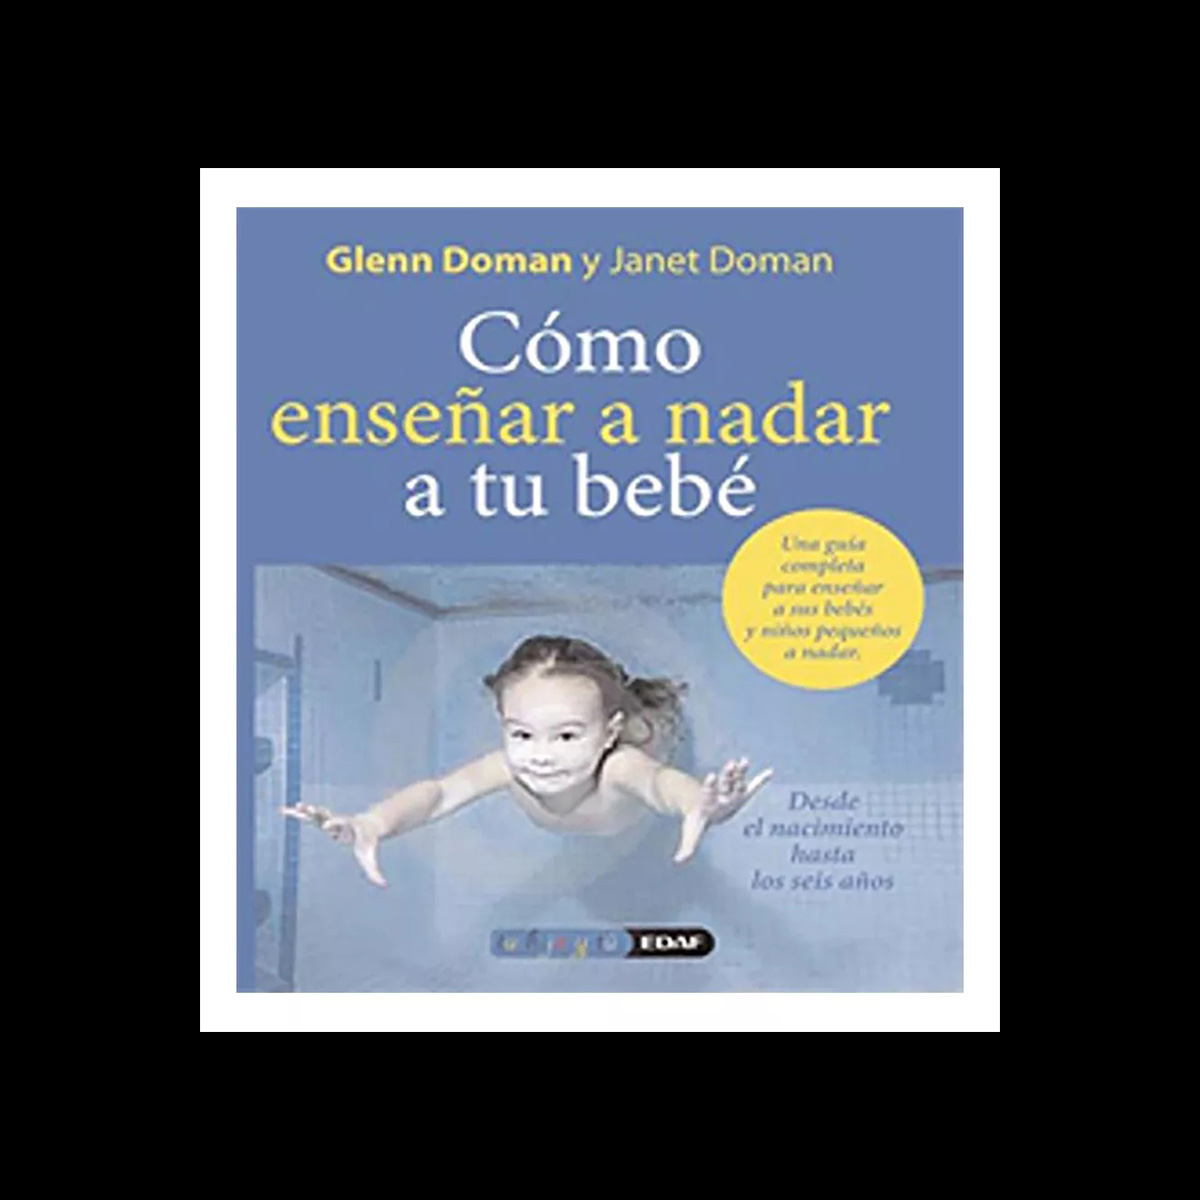 Glenn Doman y Janet Doman
Cómo
enseñar a nadar
a tu bebé
Una guía
completa
para enseñar
a sus bebés
y niños pequeños
a nadar.
Desde
el nacimiento
hasta
los seis años
EDAF